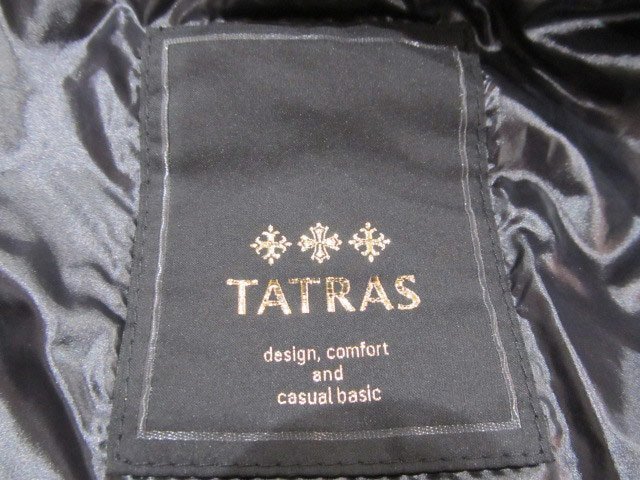 TATRAS
design, comfort
and
casual basic